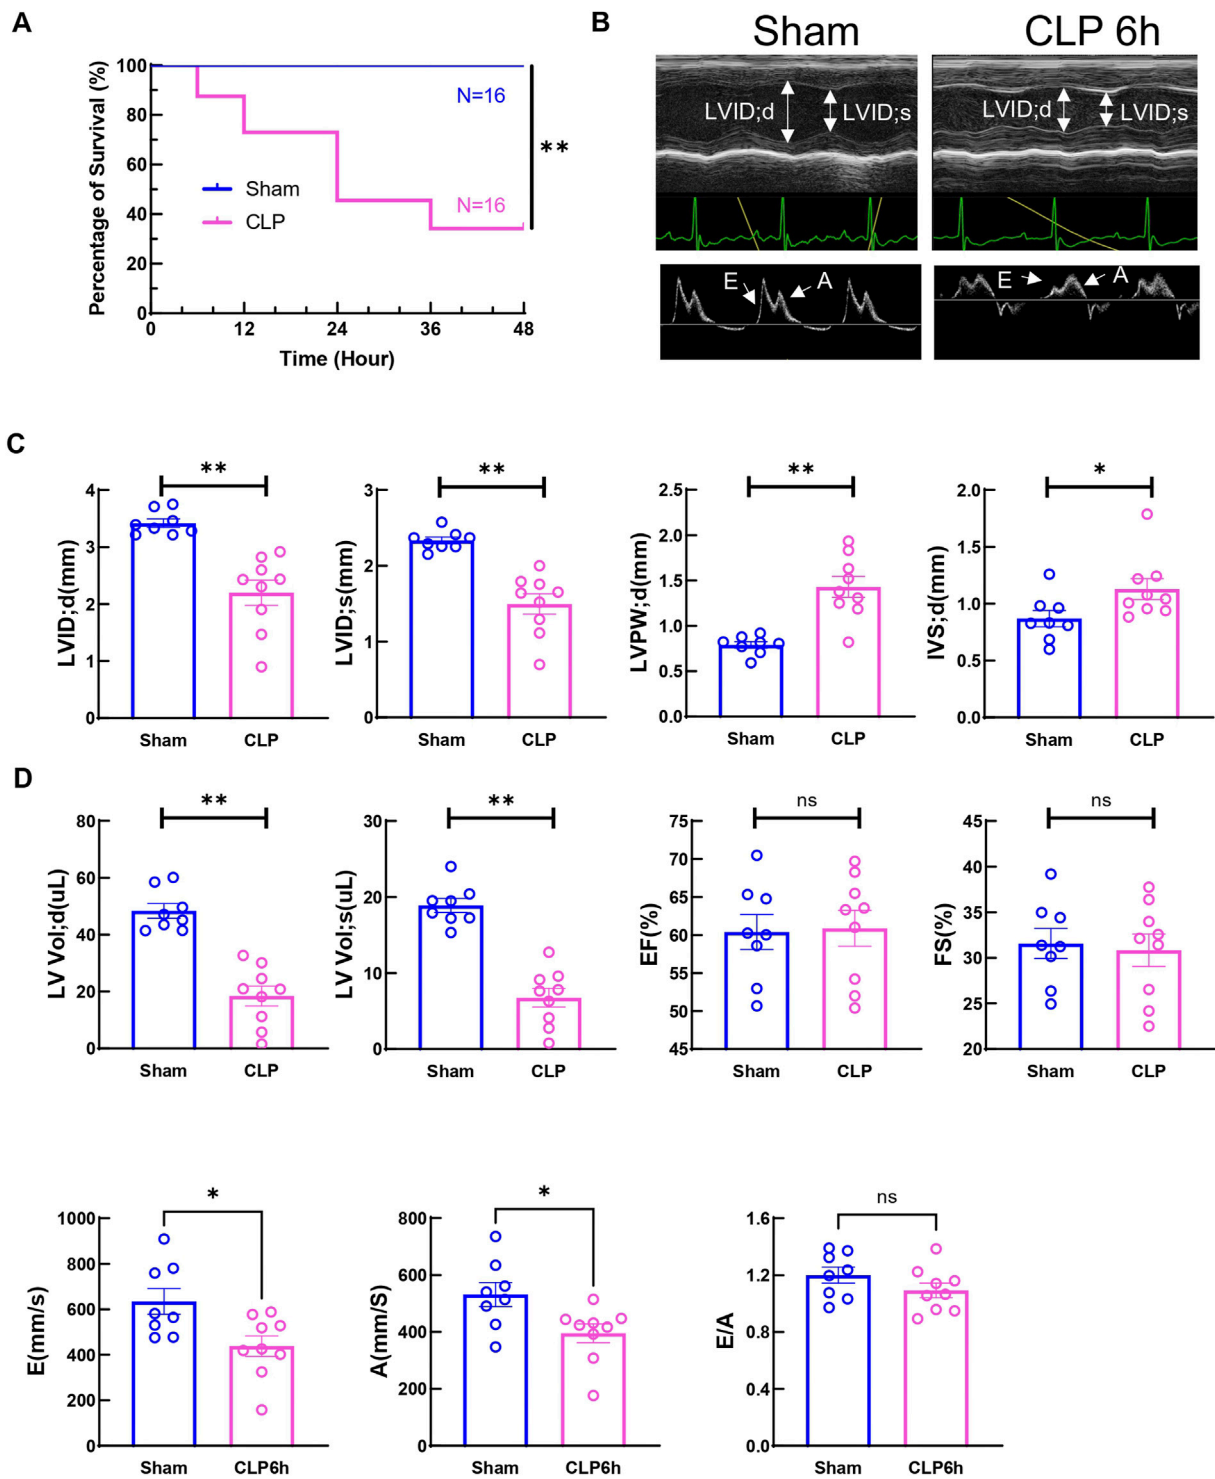 A
Percentage of Survival (%)
100
80
60
40
20
0
0
12
24
36
48
Time (Hour)
N=16
N=16
Sham
CLP
**
B
Sham
CLP 6h
LVID;d
LVID;s
LVID;d
LVID;s
E
A
E
A
C
LVID;d(mm)
4
3
2
1
0
**
Sham
CLP
LVID;s(mm)
3
2
1
0
**
Sham
CLP
LVPW;d(mm)
2.5
2.0
1.5
1.0
0.5
0.0
**
Sham
CLP
IVS;d(mm)
2.0
1.5
1.0
0.5
0.0
*
Sham
CLP
D
LV Vol;d(uL)
80
60
40
20
0
**
Sham
CLP
LV Vol;s(uL)
30
20
10
0
**
Sham
CLP
EF(%)
75
70
65
60
55
50
45
ns
Sham
CLP
FS(%)
45
40
35
30
25
20
ns
Sham
CLP
E(mm/s)
1000
800
600
400
200
0
*
Sham
CLP6h
A(mm/S)
800
600
400
200
0
*
Sham
CLP6h
E/A
1.6
1.2
0.8
0.4
0.0
ns
Sham
CLP6h